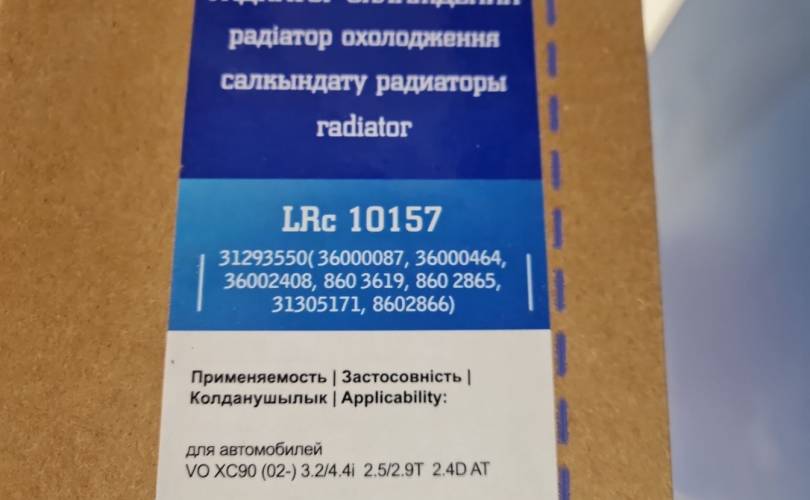 радіатор охолодження
салкындату радиаторы
radiator
LRc 10157
31293550( 36000087, 36000464,
36002408, 860 3619, 860 2865,
31305171, 8602866)
Применяемость | Застосовність |
Колданушылык | Applicability:
для автомобилей
VO XC90 (02-) 3.2/4.4i 2.5/2.9T 2.4D AT